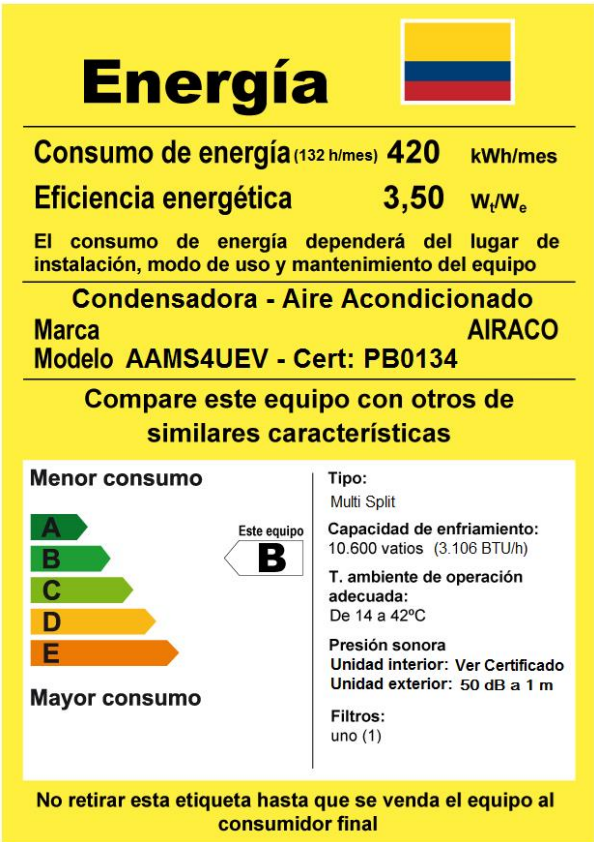 Energía
Consumo de energía (132 h/mes) 420 kWh/mes
Eficiencia energética 3,50 Wt/We
El consumo de energía dependerá del lugar de
instalación, modo de uso y mantenimiento del equipo
Condensadora - Aire Acondicionado
Marca AIRACO
Modelo AAMS4UEV - Cert: PB0134
Compare este equipo con otros de
similares características
Menor consumo
A
B
C
D
E
Mayor consumo
Este equipo
B
Tipo:
Multi Split
Capacidad de enfriamiento:
10.600 vatios (3.106 BTU/h)
T. ambiente de operación
adecuada:
De 14 a 42ºC
Presión sonora
Unidad interior: Ver Certificado
Unidad exterior: 50 dB a 1 m
Filtros:
uno (1)
No retirar esta etiqueta hasta que se venda el equipo al
consumidor final